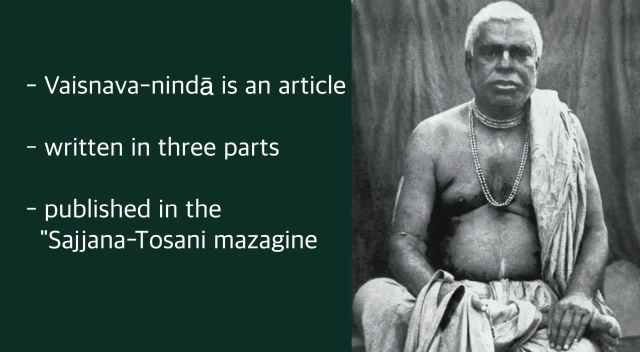 - Vaisnava-nindā is an article
- written in three parts
- published in the
"Sajjana-Tosani mazagine